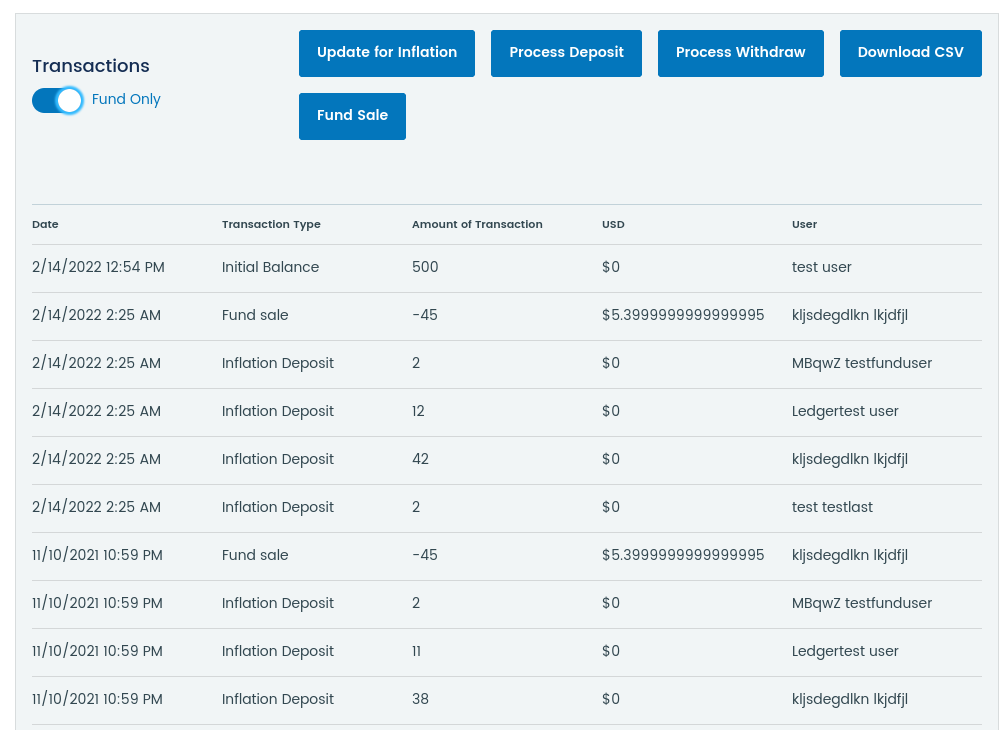 Transactions
Fund Only
Update for Inflation Process Deposit Process Withdraw Download CSV
Fund Sale
Date Transaction Type Amount of Transaction USD User
2/14/2022 12:54 PM Initial Balance 500 $0 test user
2/14/2022 2:25 AM Fund sale -45 $5.3999999999999995 kljsdegdlkn lkjdfjl
2/14/2022 2:25 AM Inflation Deposit 2 $0 MBqwZ testfunduser
2/14/2022 2:25 AM Inflation Deposit 12 $0 Ledgertest user
2/14/2022 2:25 AM Inflation Deposit 42 $0 kljsdegdlkn lkjdfjl
2/14/2022 2:25 AM Inflation Deposit 2 $0 test testlast
11/10/2021 10:59 PM Fund sale -45 $5.3999999999999995 kljsdegdlkn lkjdfjl
11/10/2021 10:59 PM Inflation Deposit 2 $0 MBqwZ testfunduser
11/10/2021 10:59 PM Inflation Deposit 11 $0 Ledgertest user
11/10/2021 10:59 PM Inflation Deposit 38 $0 kljsdegdlkn lkjdfjl